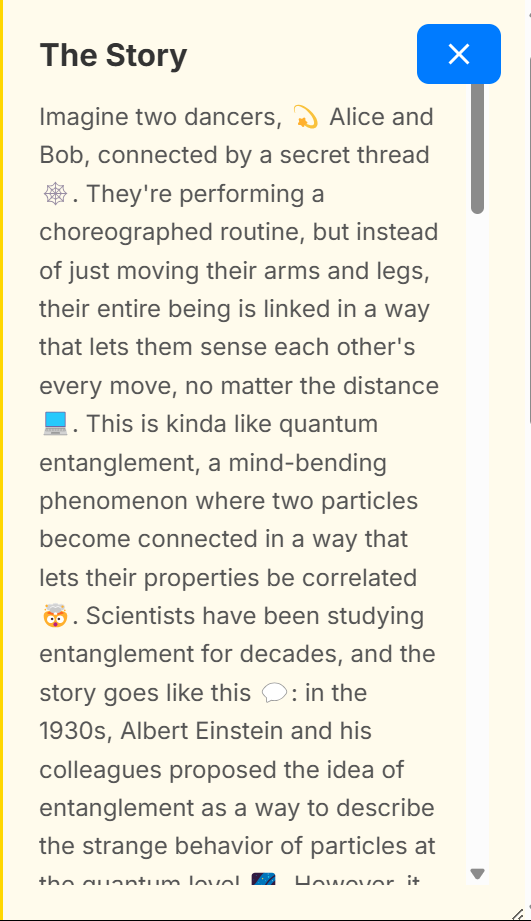 The Story
Imagine two dancers, 💫 Alice and
Bob, connected by a secret thread
🕸️. They're performing a
choreographed routine, but instead
of just moving their arms and legs,
their entire being is linked in a way
that lets them sense each other's
every move, no matter the distance
💻. This is kinda like quantum
entanglement, a mind-bending
phenomenon where two particles
become connected in a way that
lets their properties be correlated
🤯. Scientists have been studying
entanglement for decades, and the
story goes like this 💬: in the
1930s, Albert Einstein and his
colleagues proposed the idea of
entanglement as a way to describe
the strange behavior of particles at
the quantum level 🌌. However, it